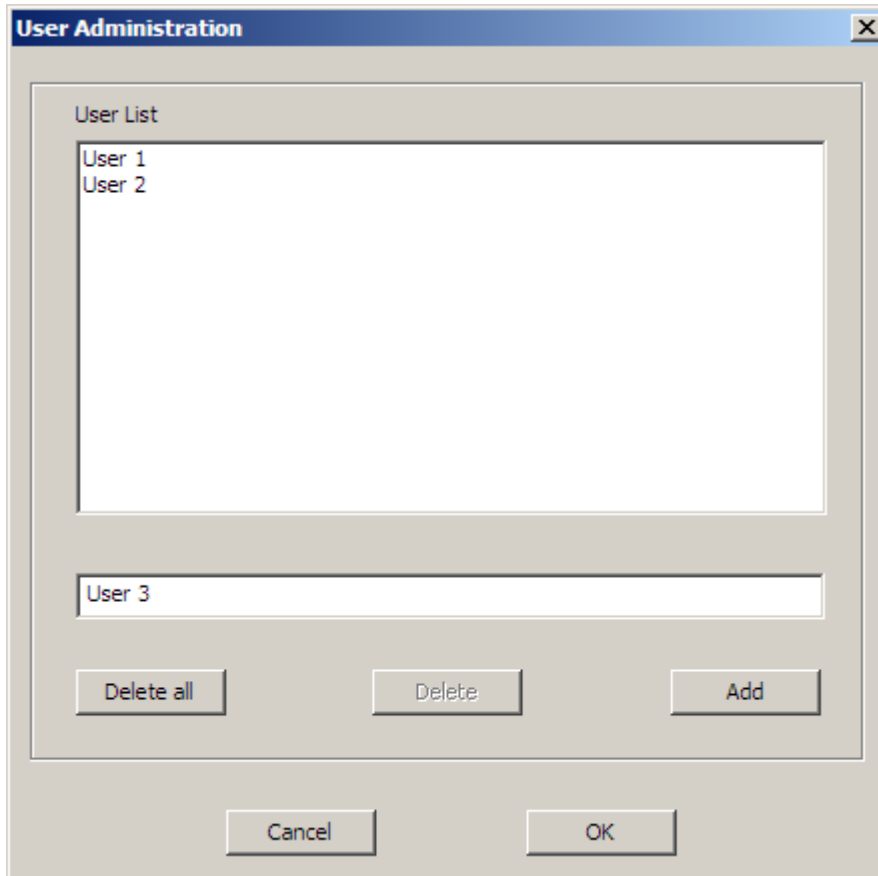 User Administration
User List
User 1
User 2
User 3
Delete all
Delete
Add
Cancel
OK